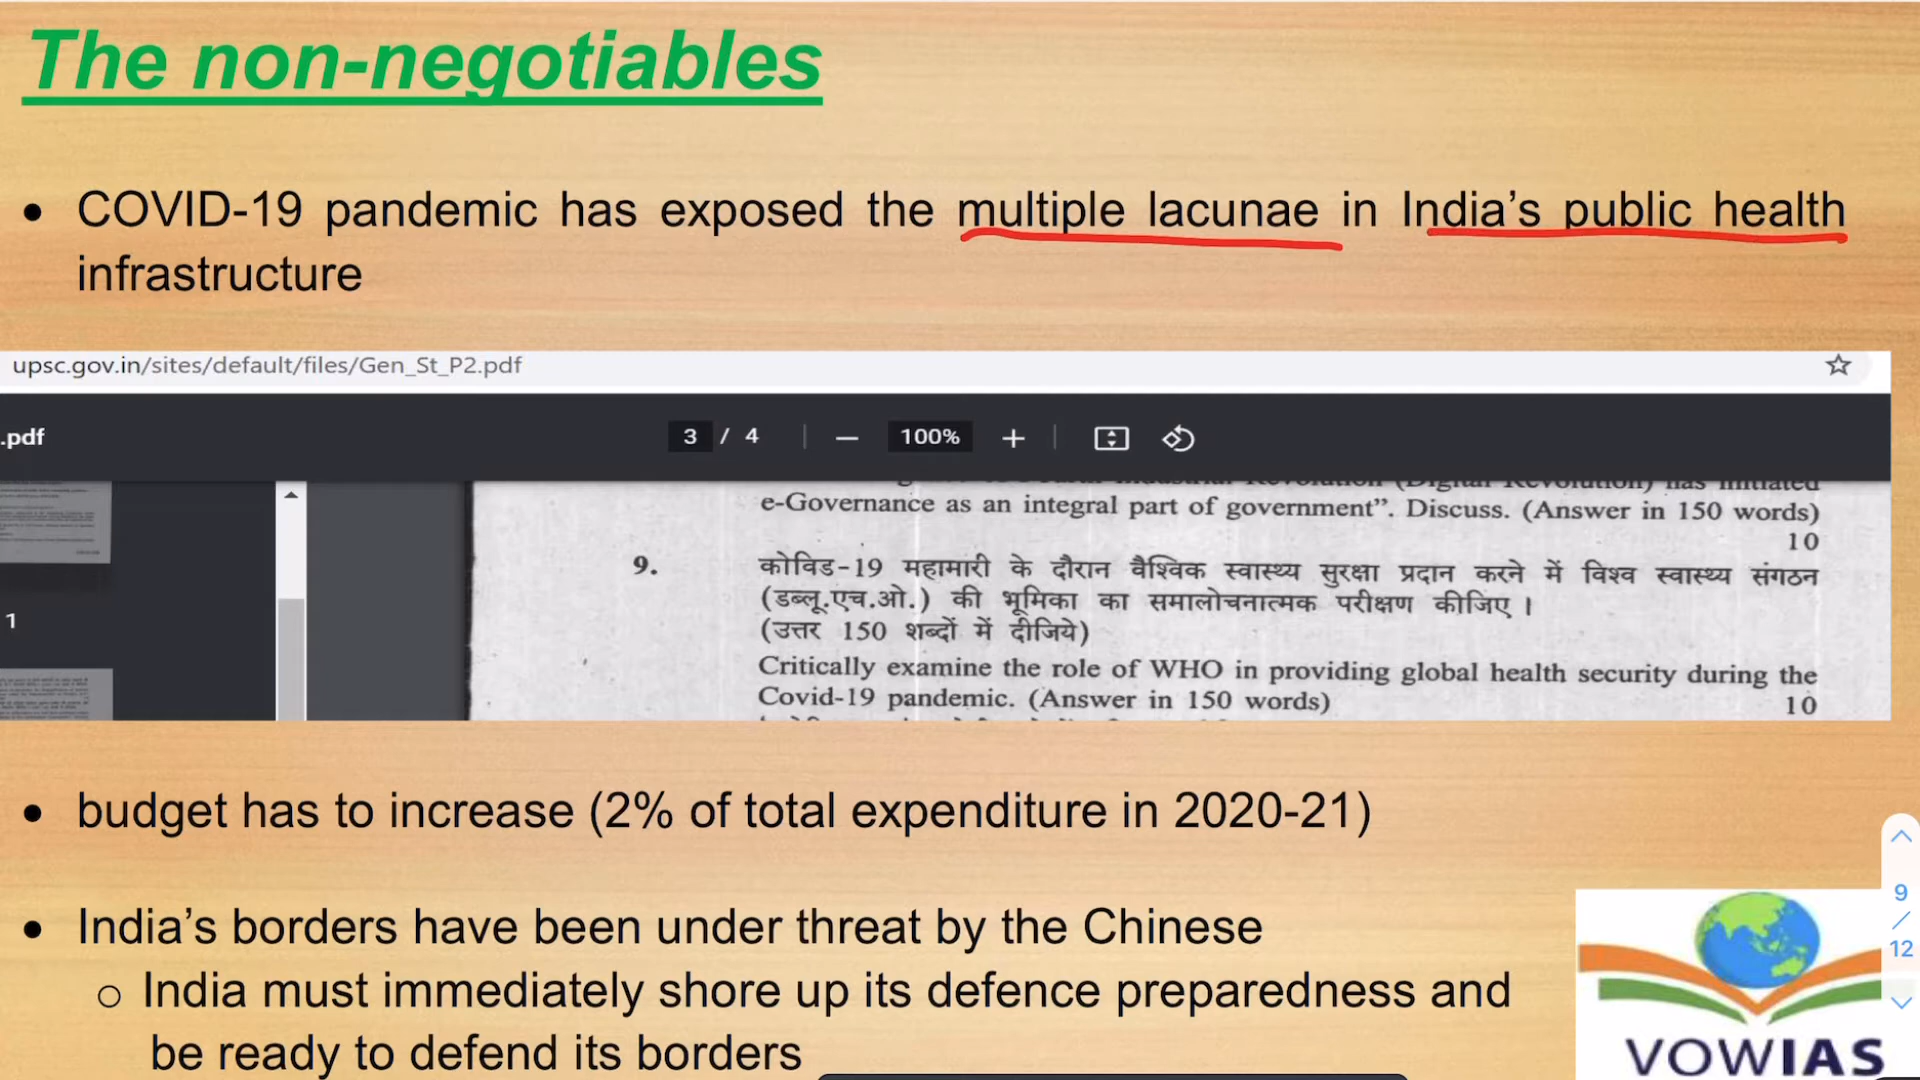 The non-negotiables
• COVID-19 pandemic has exposed the multiple lacunae in India’s public health
infrastructure
upsc.gov.in/sites/default/files/Gen_St_P2.pdf
.pdf
3 / 4
100%
Revolution (Digital Revolution) has initiated
e-Governance as an integral part of government”. Discuss. (Answer in 150 words)
10
9. कोविड-19 महामारी के दौरान वैश्विक स्वास्थ्य सुरक्षा प्रदान करने में विश्व स्वास्थ्य संगठन
(डब्लू.एच.ओ.) की भूमिका का समालोचनात्मक परीक्षण कीजिए ।
(उत्तर 150 शब्दों में दीजिये)
1
Critically examine the role of WHO in providing global health security during the
Covid-19 pandemic. (Answer in 150 words)
10
• budget has to increase (2% of total expenditure in 2020-21)
• India’s borders have been under threat by the Chinese
○ India must immediately shore up its defence preparedness and
be ready to defend its borders
9
/
12
VOWIAS